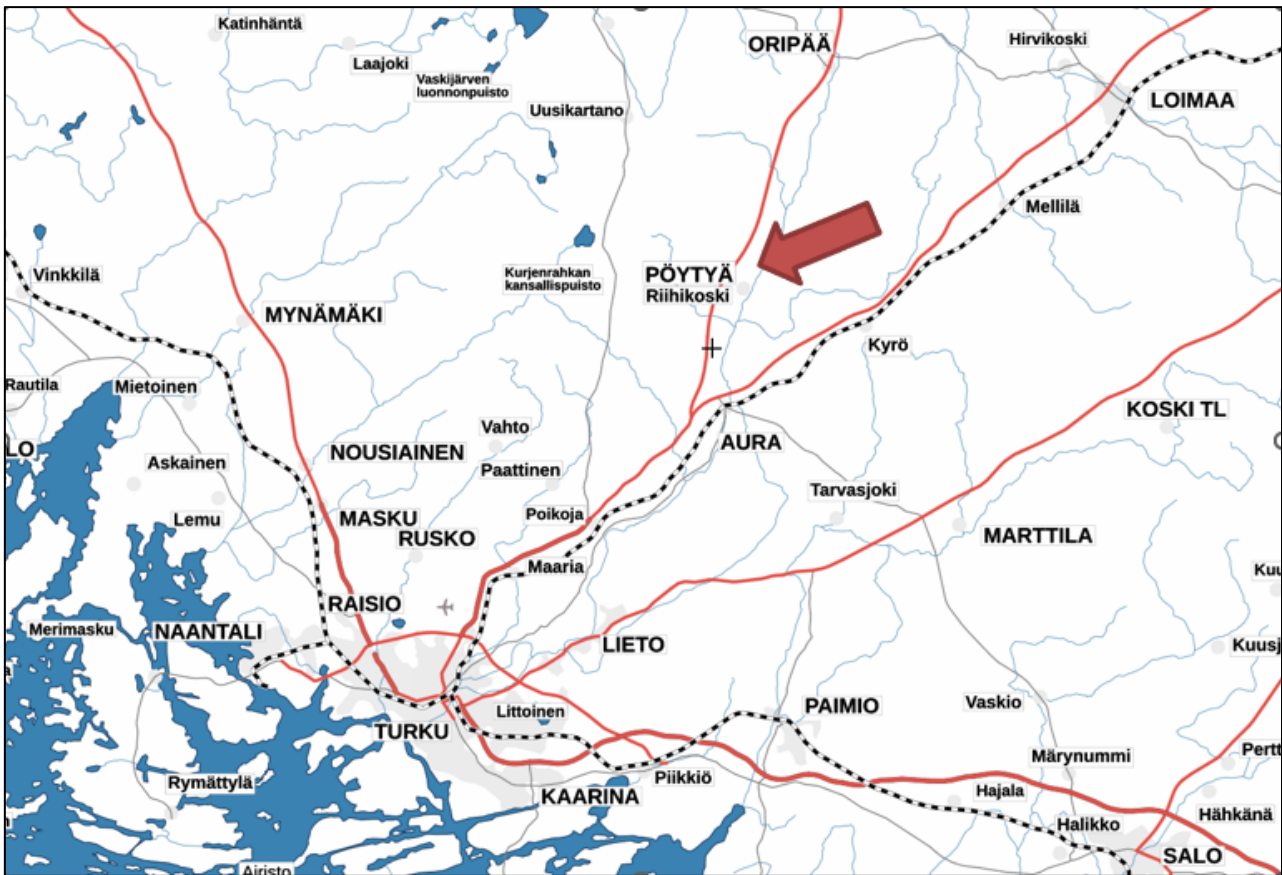 Katinhäntä
ORIPÄÄ
Hirvikoski
Laajoki
Vaskijärven
luonnonpuisto
LOIMAA
Uusikartano
Mellilä
Vinkkilä
Kurjenrahkan
kansallispuisto
PÖYTYÄ
Riihikoski
MYNÄMÄKI
Kyrö
Rautila
Mietoinen
KOSKI TL
Vahto
AURA
LO
NOUSIAINEN
Askainen
Paattinen
Tarvasjoki
Lemu
MASKU
Poikoja
RUSKO
MARTTILA
Maaria
Kuu
RAISIO
Merimasku
NAANTALI
LIETO
Kuusj
Littoinen
PAIMIO
Vaskio
TURKU
Pertt
Märynummi
Rymättylä
Piikkiö
KAARINA
Hajala
Hähkänä
Halikko
SALO
Airisto